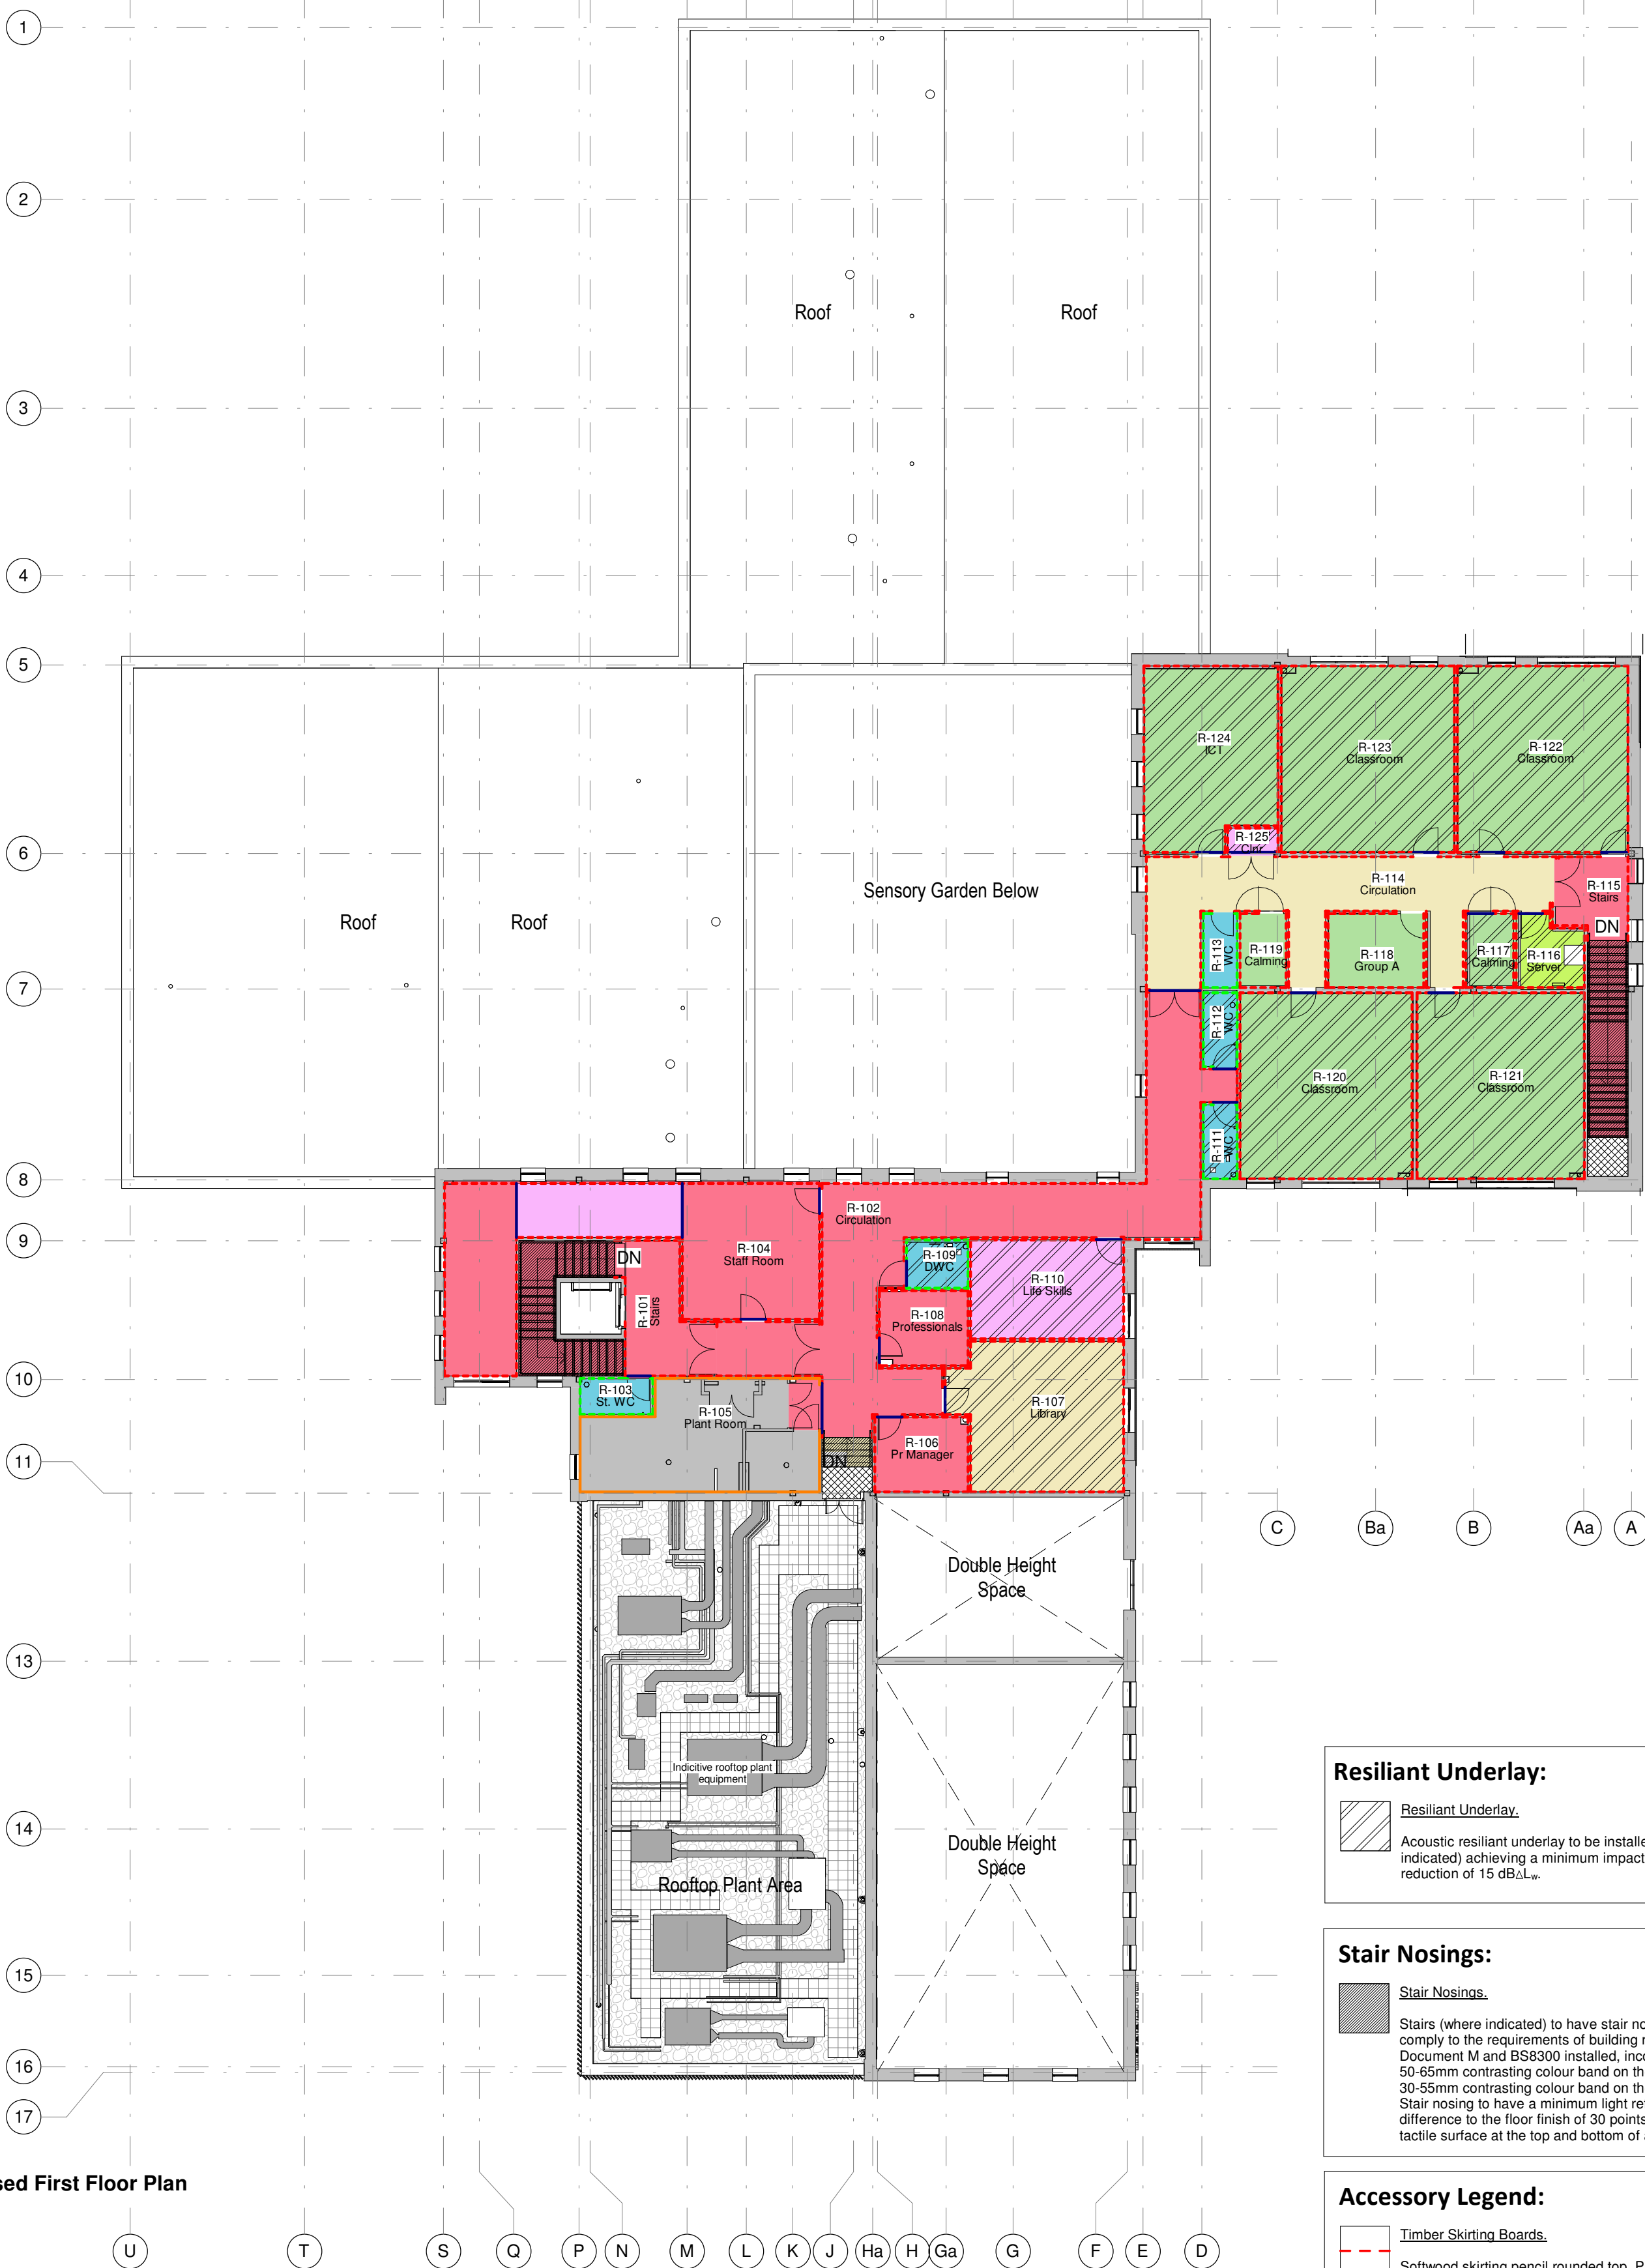 1
2
3
4
5
6
7
8
9
10
11
13
14
15
16
17
Roof
Roof
Roof
Roof
Sensory Garden Below
R-124
ICT
R-123
Classroom
R-122
Classroom
R-125
Clnr
R-114
Circulation
R-115
Stairs
DN
R-113
WC
R-119
Calming
R-118
Group A
R-117
Calming
R-116
Server
R-112
WC
R-120
Classroom
R-121
Classroom
R-111
WC
R-102
Circulation
R-104
Staff Room
DN
R-101
Stairs
R-109
DWC
R-110
Life Skills
R-108
Professionals
R-103
St. WC
R-105
Plant Room
R-107
Library
R-106
Pr Manager
DN
C
Ba
B
Aa
A
Double Height
Space
Indicitive rooftop plant
equipment
Double Height
Space
Rooftop Plant Area
Resiliant Underlay:
Resiliant Underlay.
Acoustic resiliant underlay to be installe
indicated) achieving a minimum impact
reduction of 15 dB△Lw.
Stair Nosings:
Stair Nosings.
Stairs (where indicated) to have stair no
comply to the requirements of building r
Document M and BS8300 installed, inco
50-65mm contrasting colour band on th
30-55mm contrasting colour band on th
Stair nosing to have a minimum light re
difference to the floor finish of 30 points
tactile surface at the top and bottom of
Accessory Legend:
Timber Skirting Boards.
Softwood skirting pencil rounded top. P
sed First Floor Plan
U
T
S
Q
P
N
M
L
K
J
Ha
H
Ga
G
F
E
D